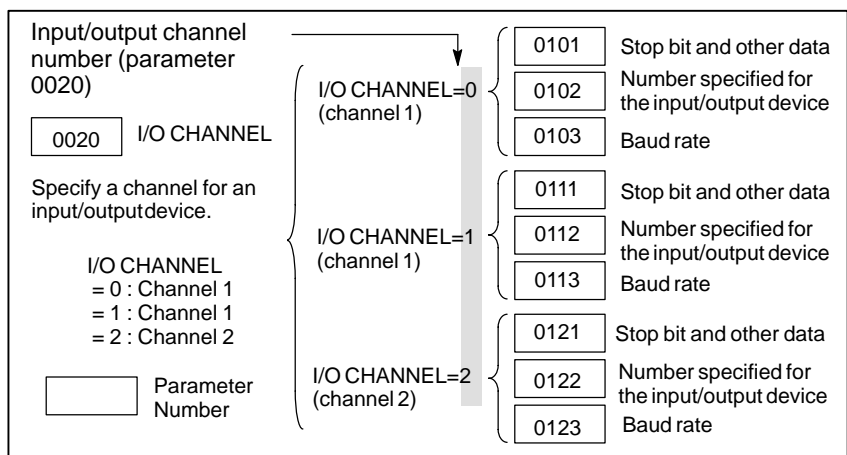 Input/output channel
number (parameter
0020)
0020 I/O CHANNEL
Specify a channel for an
input/output device.
I/O CHANNEL
= 0 : Channel 1
= 1 : Channel 1
= 2 : Channel 2
Parameter
Number
I/O CHANNEL=0
(channel 1)
0101 Stop bit and other data
0102 Number specified for
the input/output device
0103 Baud rate
I/O CHANNEL=1
(channel 1)
0111 Stop bit and other data
0112 Number specified for
the input/output device
0113 Baud rate
I/O CHANNEL=2
(channel 2)
0121 Stop bit and other data
0122 Number specified for
the input/output device
0123 Baud rate